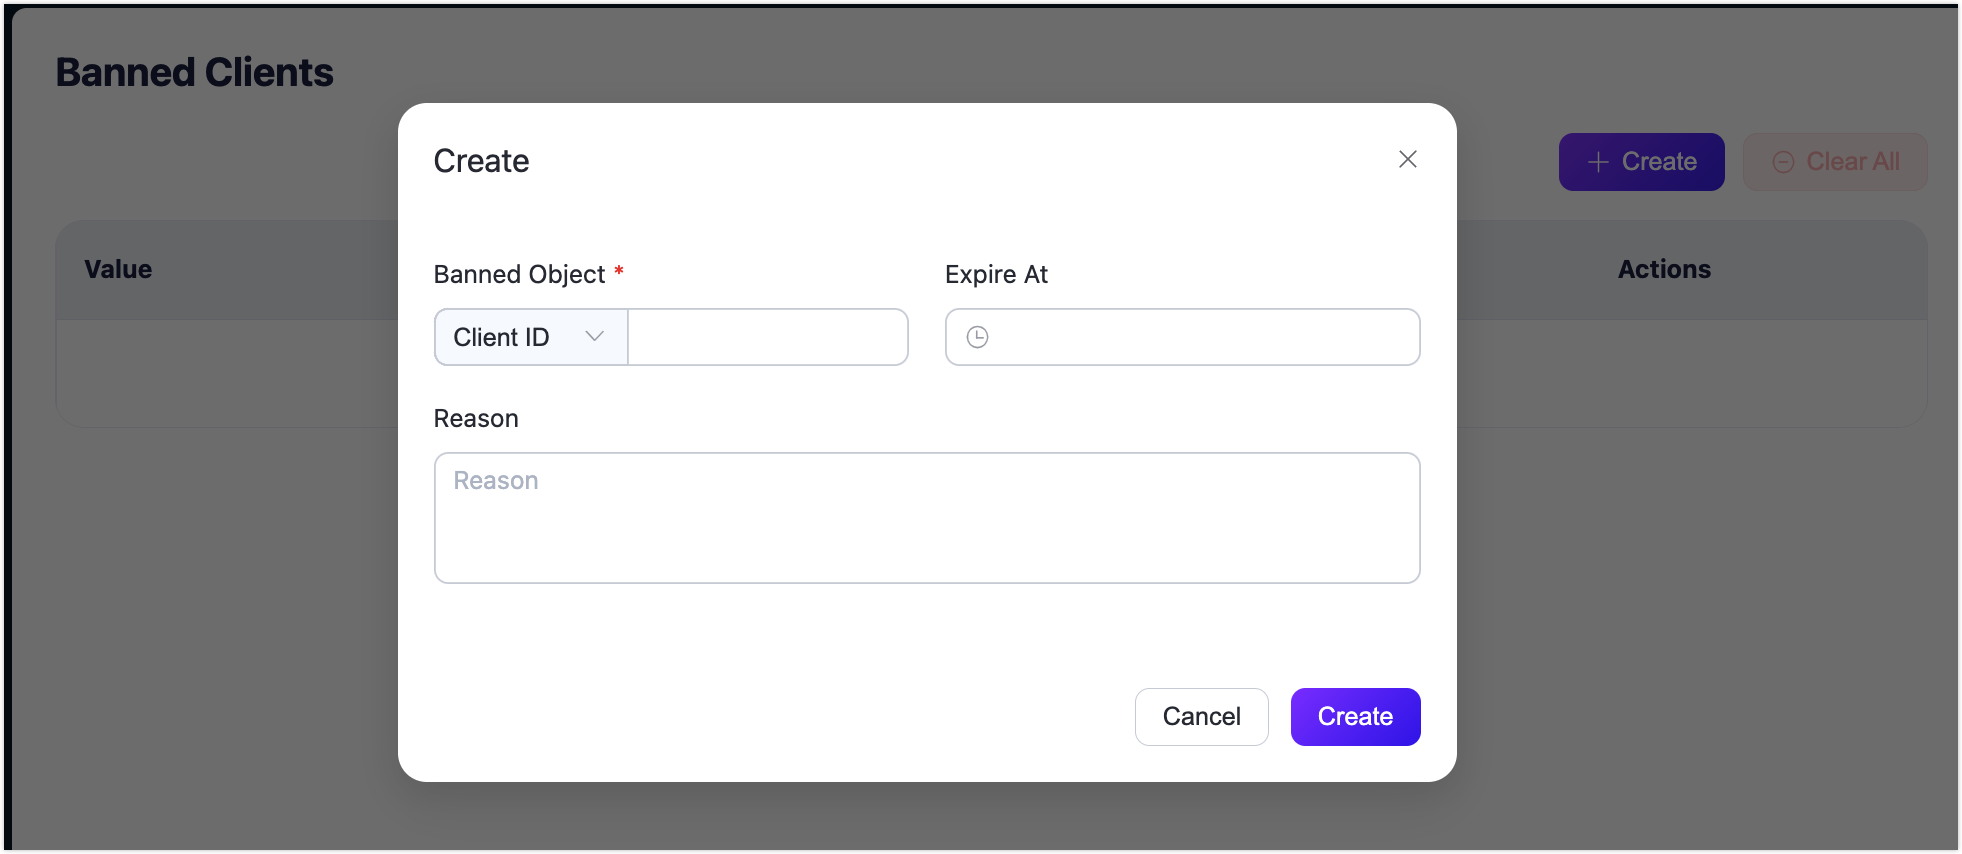 Banned Clients
Create
Clear All
Value
Actions
Create
Banned Object *
Expire At
Client ID
Reason
Reason
Cancel
Create